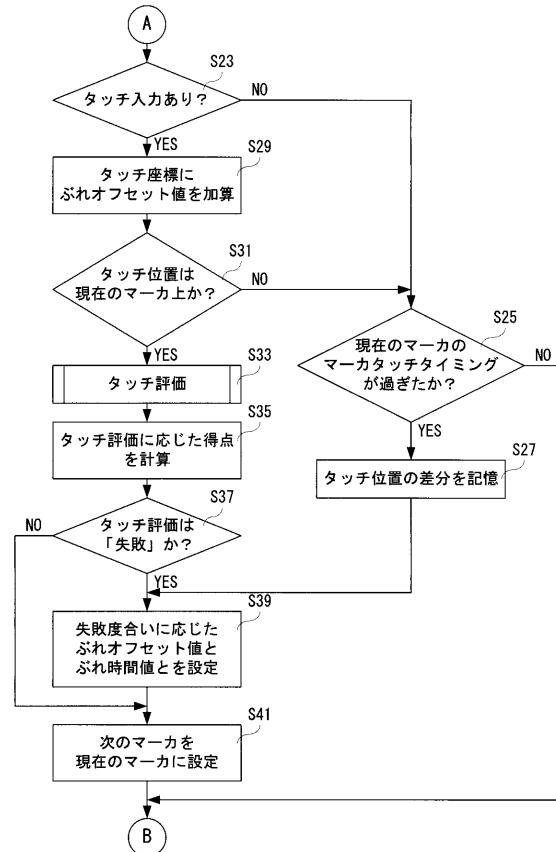 A
S23
タッチ入力あり？
NO
YES
S29
タッチ座標に
ぶれオフセット値を加算
S31
タッチ位置は
現在のマーカ上か？
NO
YES
S25
現在のマーカの
マーカタッチタイミング
が過ぎたか？
NO
YES
S33
タッチ評価
S35
タッチ評価に応じた得点
を計算
S27
タッチ位置の差分を記憶
S37
タッチ評価は
「失敗」か？
NO
YES
S39
失敗度合いに応じた
ぶれオフセット値と
ぶれ時間値とを設定
S41
次のマーカを
現在のマーカに設定
B